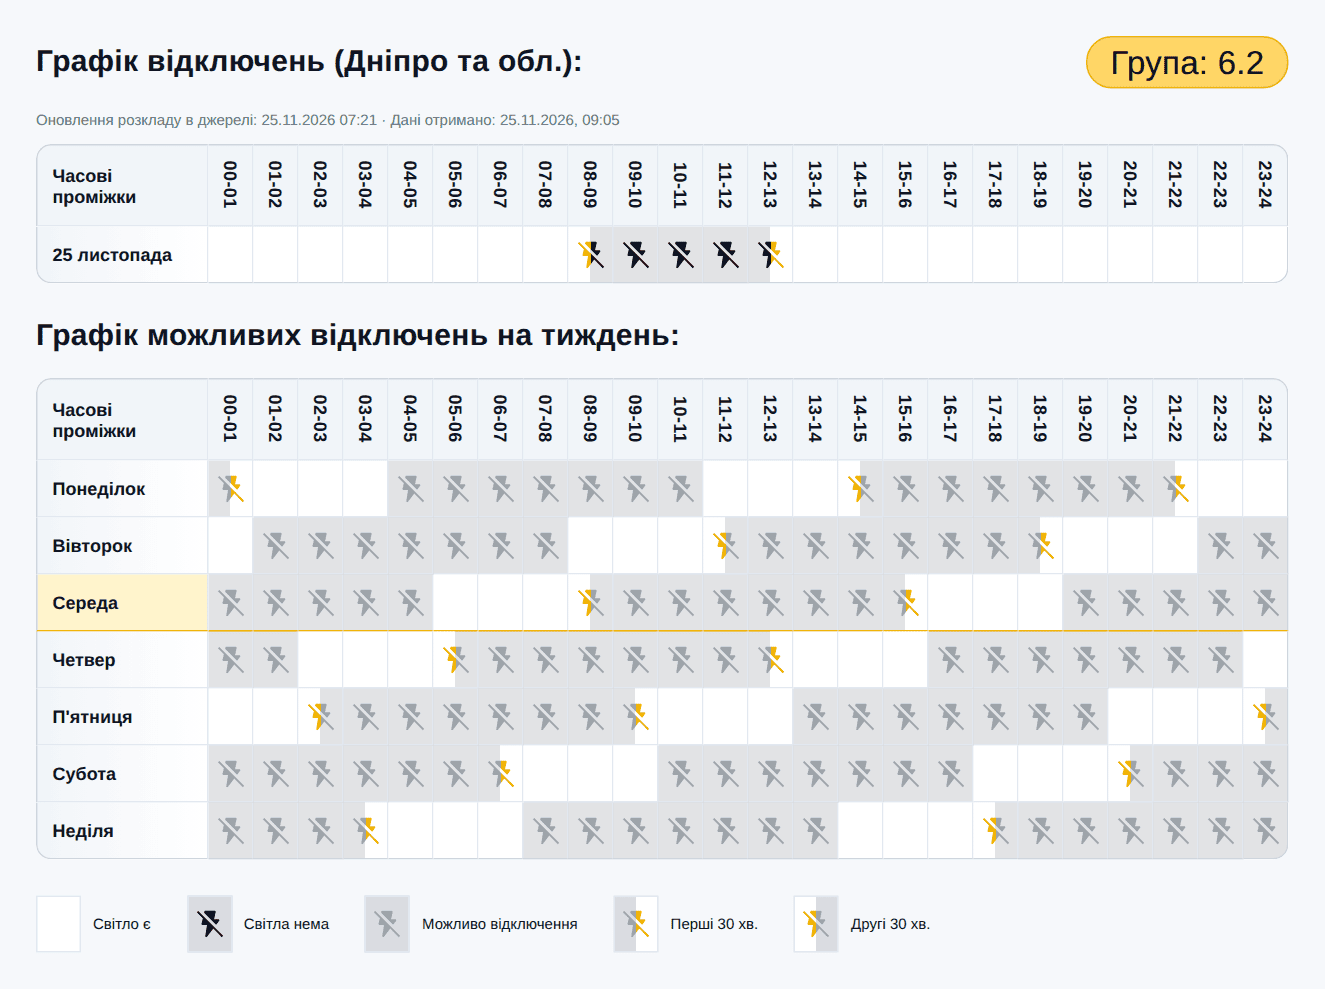 Графік відключень (Дніпро та обл.):
Група: 6.2
Оновлення розкладу в джерелі: 25.11.2026 07:21 · Дані отримано: 25.11.2026, 09:05
Часові проміжки 00-01 01-02 02-03 03-04 04-05 05-06 06-07 07-08 08-09 09-10 10-11 11-12 12-13 13-14 14-15 15-16 16-17 17-18 18-19 19-20 20-21 21-22 22-23 23-24
25 листопада
Графік можливих відключень на тиждень:
Часові проміжки 00-01 01-02 02-03 03-04 04-05 05-06 06-07 07-08 08-09 09-10 10-11 11-12 12-13 13-14 14-15 15-16 16-17 17-18 18-19 19-20 20-21 21-22 22-23 23-24
Понеділок
Вівторок
Середа
Четвер
П'ятниця
Субота
Неділя
Світло є Світла нема Можливо відключення Перші 30 хв. Другі 30 хв.